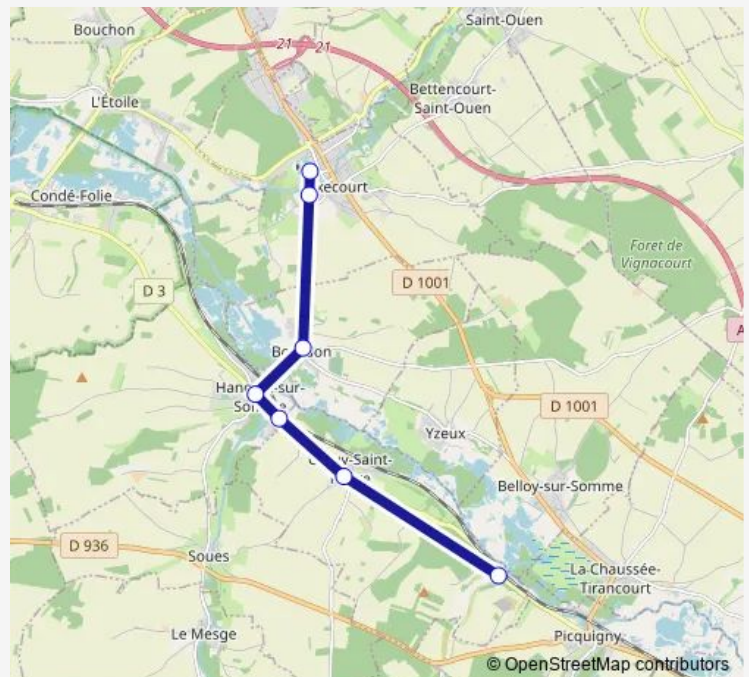 Saint-Ouen
Bouchon
21
21
L'Étoile
Bettencourt-
Saint-Ouen
Condé-Folie
Foret de
Vignacourt
D 1001
D 3
A
D 1001
Yzeux
Belloy-sur-Somme
D 936
Soues
La Chaussée-
Tirancourt
Le Mesge
Picquigny
© OpenStreetMap contributors